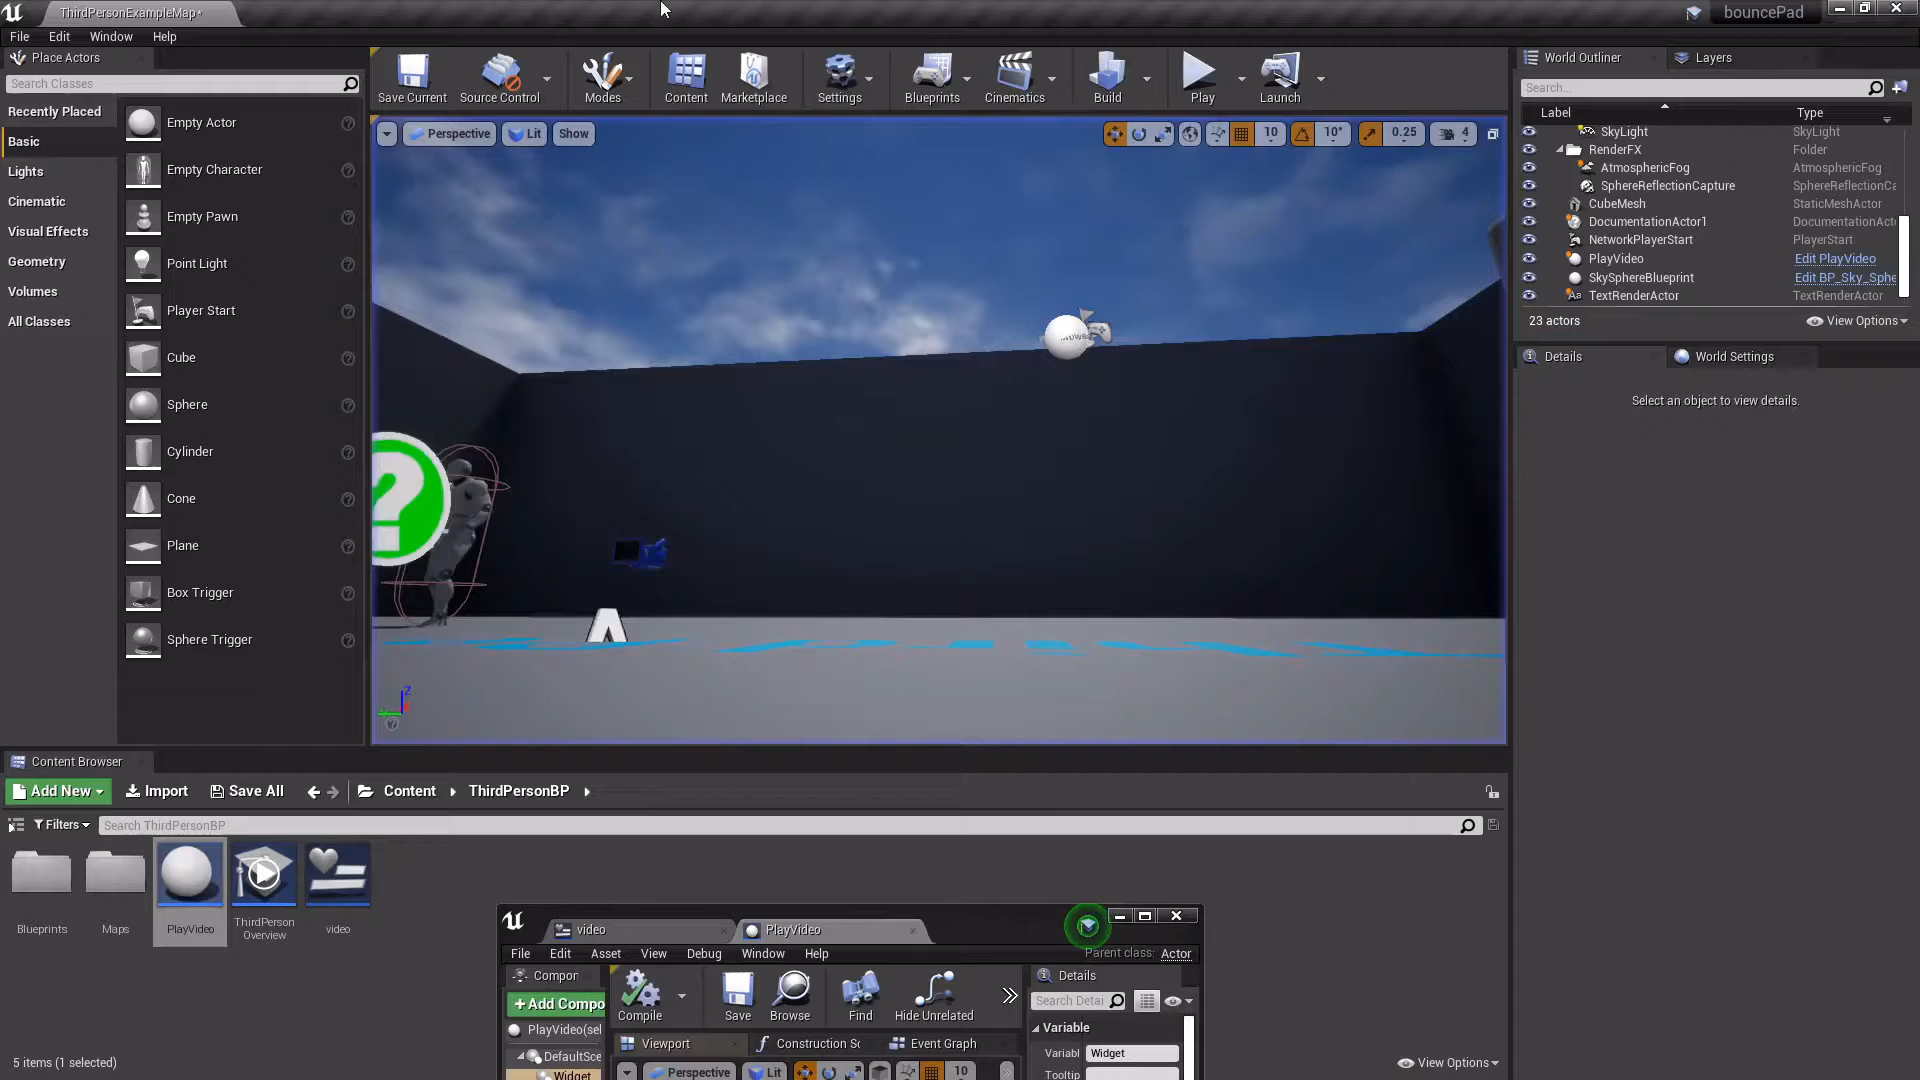 ThirdPersonExampleMap*
bouncePad
File Edit Window Help
Place Actors
Search Classes
Recently Placed
Basic
Lights
Cinematic
Visual Effects
Geometry
Volumes
All Classes
Empty Actor
Empty Character
Empty Pawn
Point Light
Player Start
Cube
Sphere
Cylinder
Cone
Plane
Box Trigger
Sphere Trigger
Save Current Source Control Modes Content Marketplace Settings Blueprints Cinematics Build Play Launch
Perspective Lit Show 10 10° 0.25 4
?
A
Z
World Outliner Layers
Search...
Label Type
SkyLight SkyLight
RenderFX Folder
AtmosphericFog AtmosphericFog
SphereReflectionCapture SphereReflectionCa
CubeMesh StaticMeshActor
DocumentationActor1 DocumentationActo
NetworkPlayerStart PlayerStart
PlayVideo Edit PlayVideo
SkySphereBlueprint Edit BP_Sky_Sphe
TextRenderActor TextRenderActor
23 actors View Options
Details World Settings
Select an object to view details.
Content Browser
Add New Import Save All Content ThirdPersonBP
Filters Search ThirdPersonBP
Blueprints
Maps
PlayVideo
ThirdPerson
Overview
video
5 items (1 selected) View Options
video PlayVideo
File Edit Asset View Debug Window Help Parent class: Actor
Compon
+Add Compo
PlayVideo(sel
DefaultSce
Widget
Compile Save Browse Find Hide Unrelated
Viewport Construction Sc Event Graph
Perspective Lit 10
Details
Search Detai
Variable
Variabl Widget
Tooltip